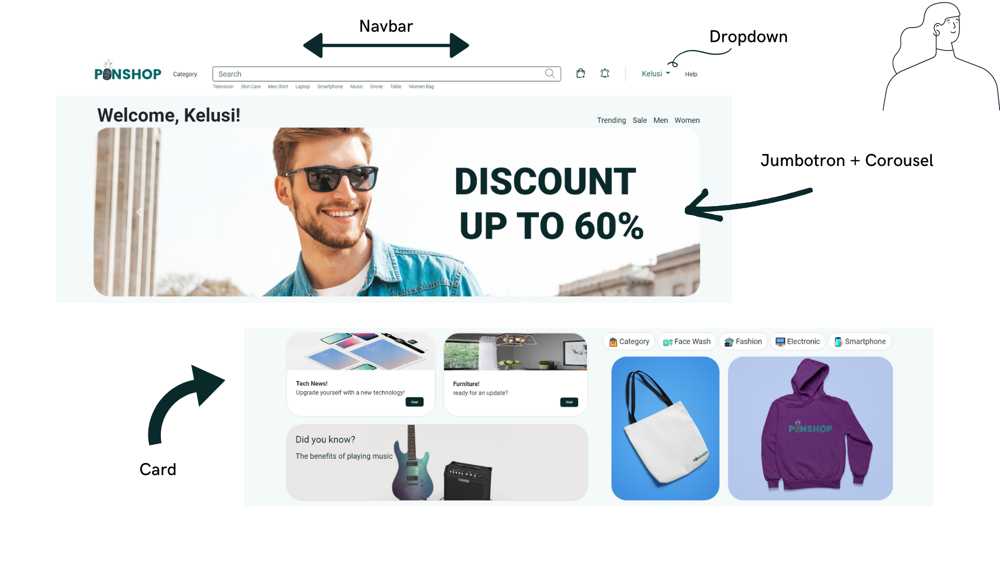 Navbar
Dropdown
PINSHOP
Category
Search
Kelusi
Help
Television Skin Care Men Shirt Laptop Smartphone Music Drone Table Women Bag
Welcome, Kelusi!
Trending Sale Men Women
Jumbotron + Corousel
DISCOUNT
UP TO 60%
Category Face Wash Fashion Electronic Smartphone
Tech News!
Upgrade yourself with a new technology!
Click!
Furniture!
ready for an update?
Click!
Did you know?
The benefits of playing music
PINSHOP
PINSHOP
Card